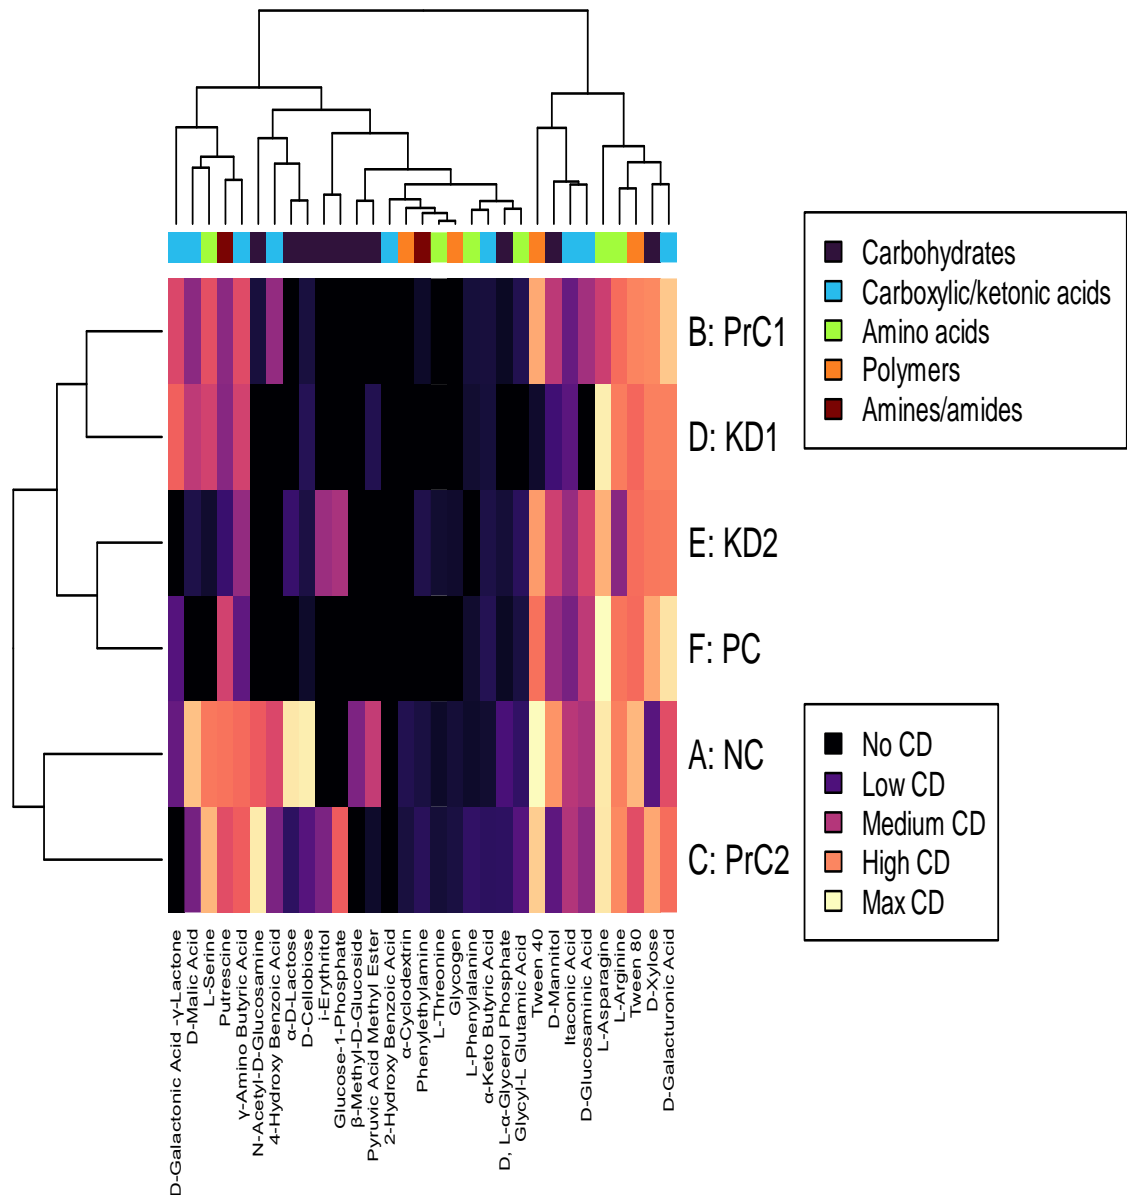 Carbohydrates
Carboxylic/ketonic acids
Amino acids
Polymers
Amines/amides
B: PrC1
D: KD1
E: KD2
F: PC
A: NC
C: PrC2
No CD
Low CD
Medium CD
High CD
Max CD
D-Galactonic Acid -γ-Lactone
D-Malic Acid
L-Serine
Putrescine
γ-Amino Butyric Acid
N-Acetyl-D-Glucosamine
4-Hydroxy Benzoic Acid
α-D-Lactose
D-Cellobiose
i-Erythritol
Glucose-1-Phosphate
β-Methyl-D-Glucoside
Pyruvic Acid Methyl Ester
2-Hydroxy Benzoic Acid
α-Cyclodextrin
Phenylethylamine
L-Threonine
Glycogen
L-Phenylalanine
α-Keto Butyric Acid
D, L-α-Glycerol Phosphate
Glycyl-L Glutamic Acid
Tween 40
D-Mannitol
Itaconic Acid
D-Glucosaminic Acid
L-Asparagine
L-Arginine
Tween 80
D-Xylose
D-Galacturonic Acid